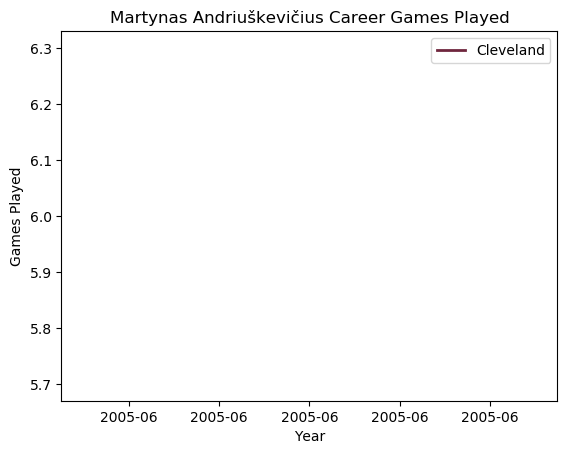 Martynas Andriuškevičius Career Games Played
Cleveland
Games Played
6.3
6.2
6.1
6.0
5.9
5.8
5.7
2005-06 2005-06 2005-06 2005-06 2005-06
Year